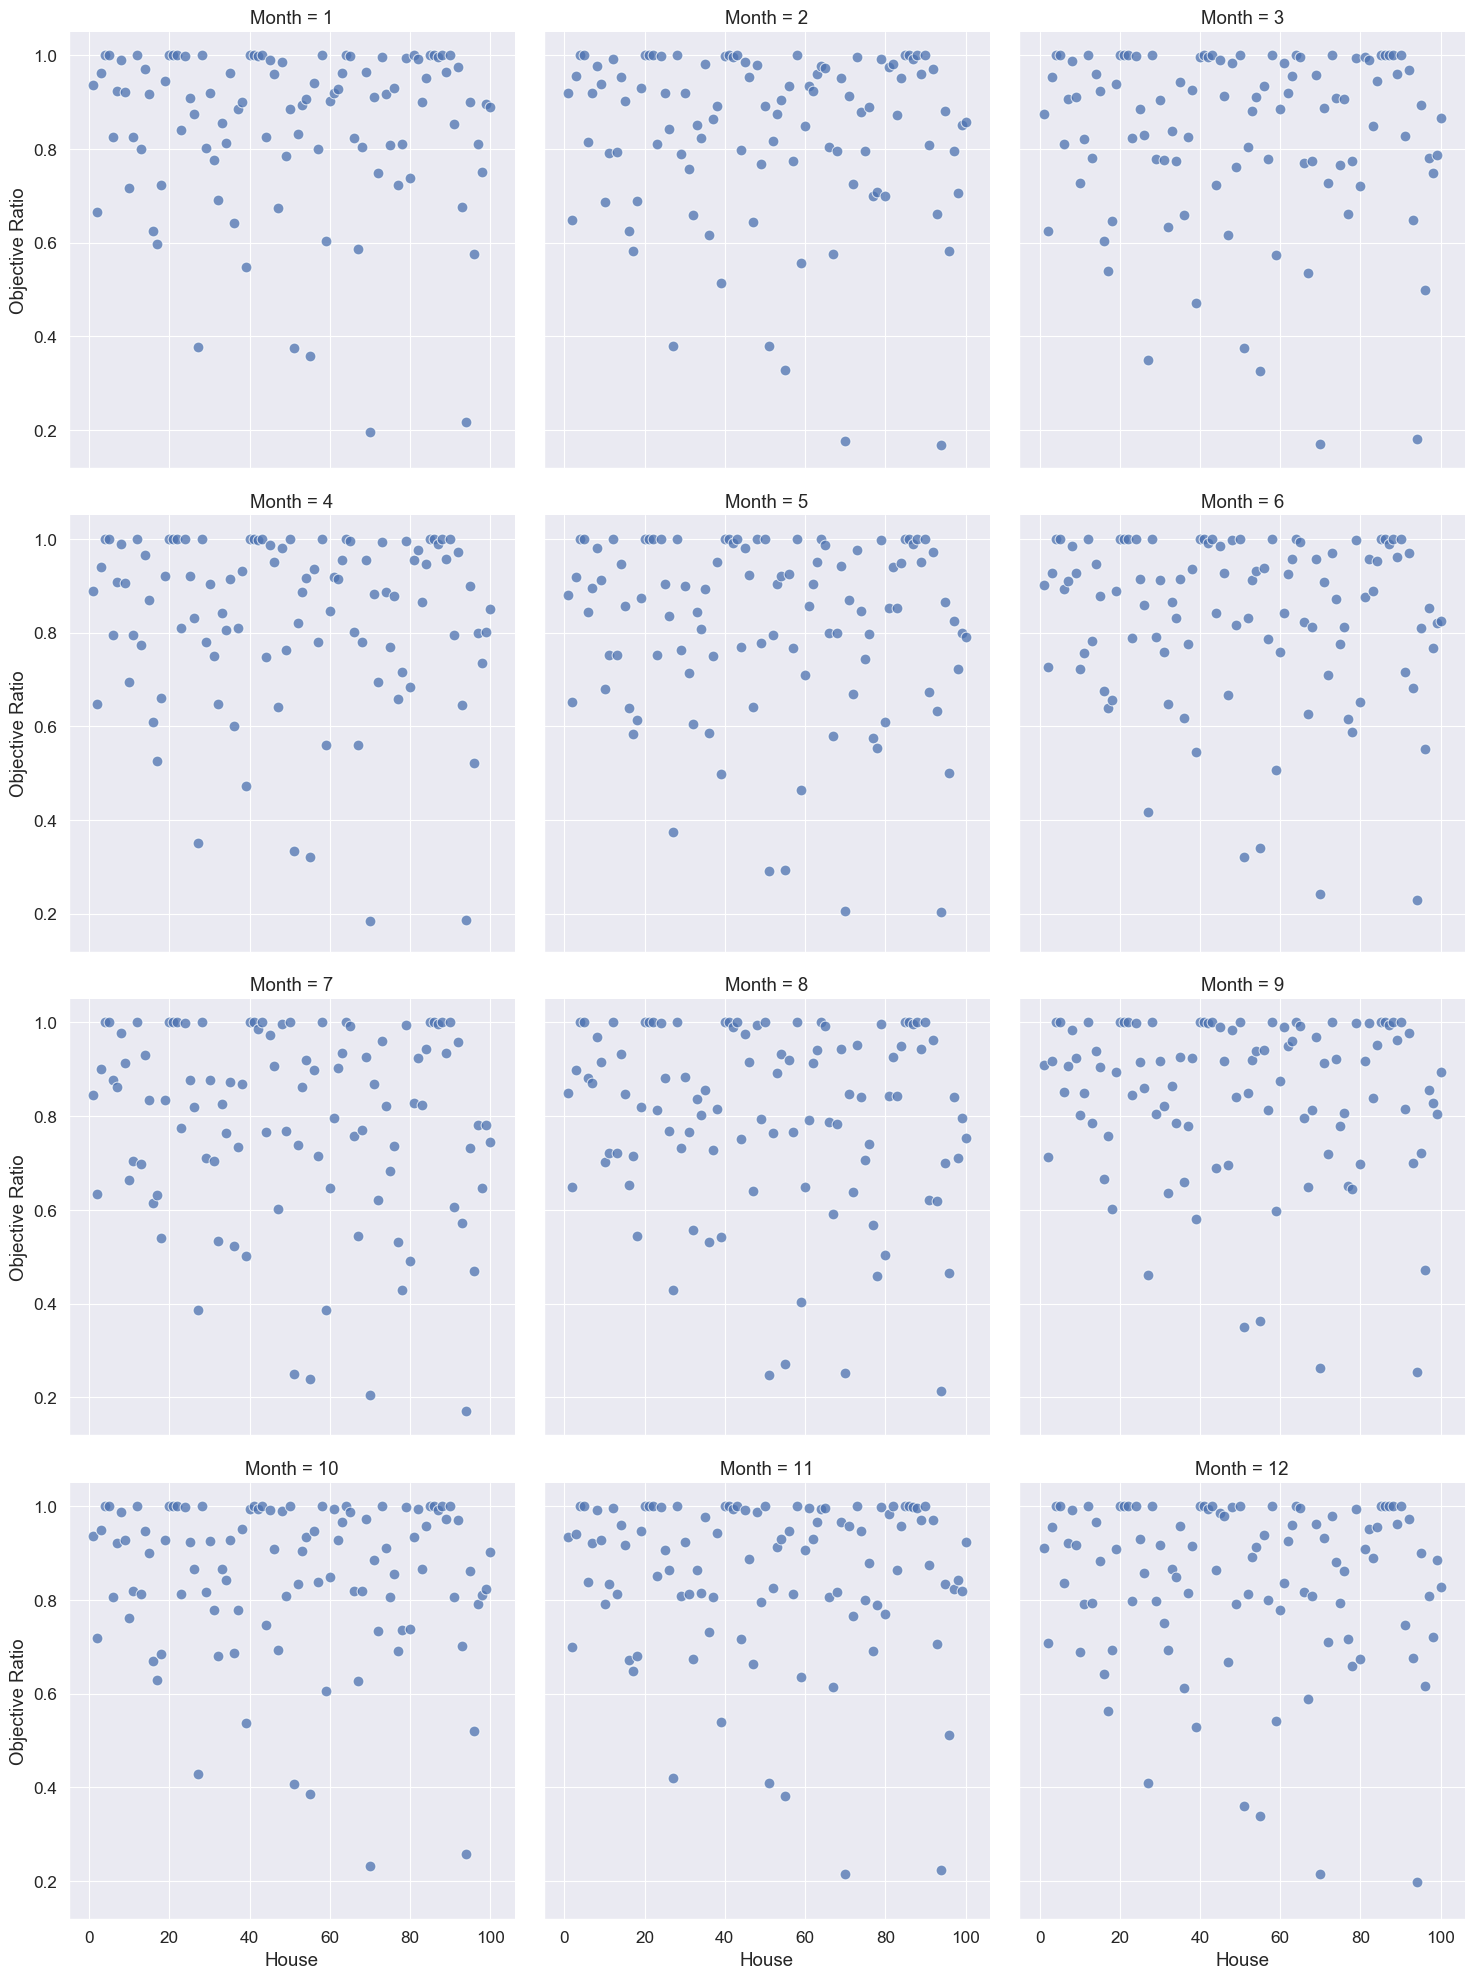 Month = 1
Month = 2
Month = 3
1.0
0.8
0.6
0.4
0.2
Objective Ratio
Month = 4
Month = 5
Month = 6
1.0
0.8
0.6
0.4
0.2
Objective Ratio
Month = 7
Month = 8
Month = 9
1.0
0.8
0.6
0.4
0.2
Objective Ratio
Month = 10
Month = 11
Month = 12
1.0
0.8
0.6
0.4
0.2
Objective Ratio
0 20 40 60 80 100
0 20 40 60 80 100
0 20 40 60 80 100
House
House
House